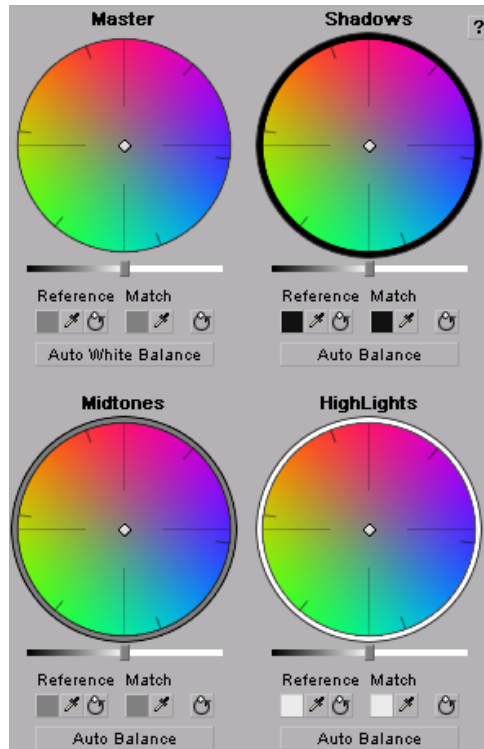 Master Shadows
?
Reference Match Reference Match
Auto White Balance Auto Balance
Midtones HighLights
Reference Match Reference Match
Auto Balance Auto Balance